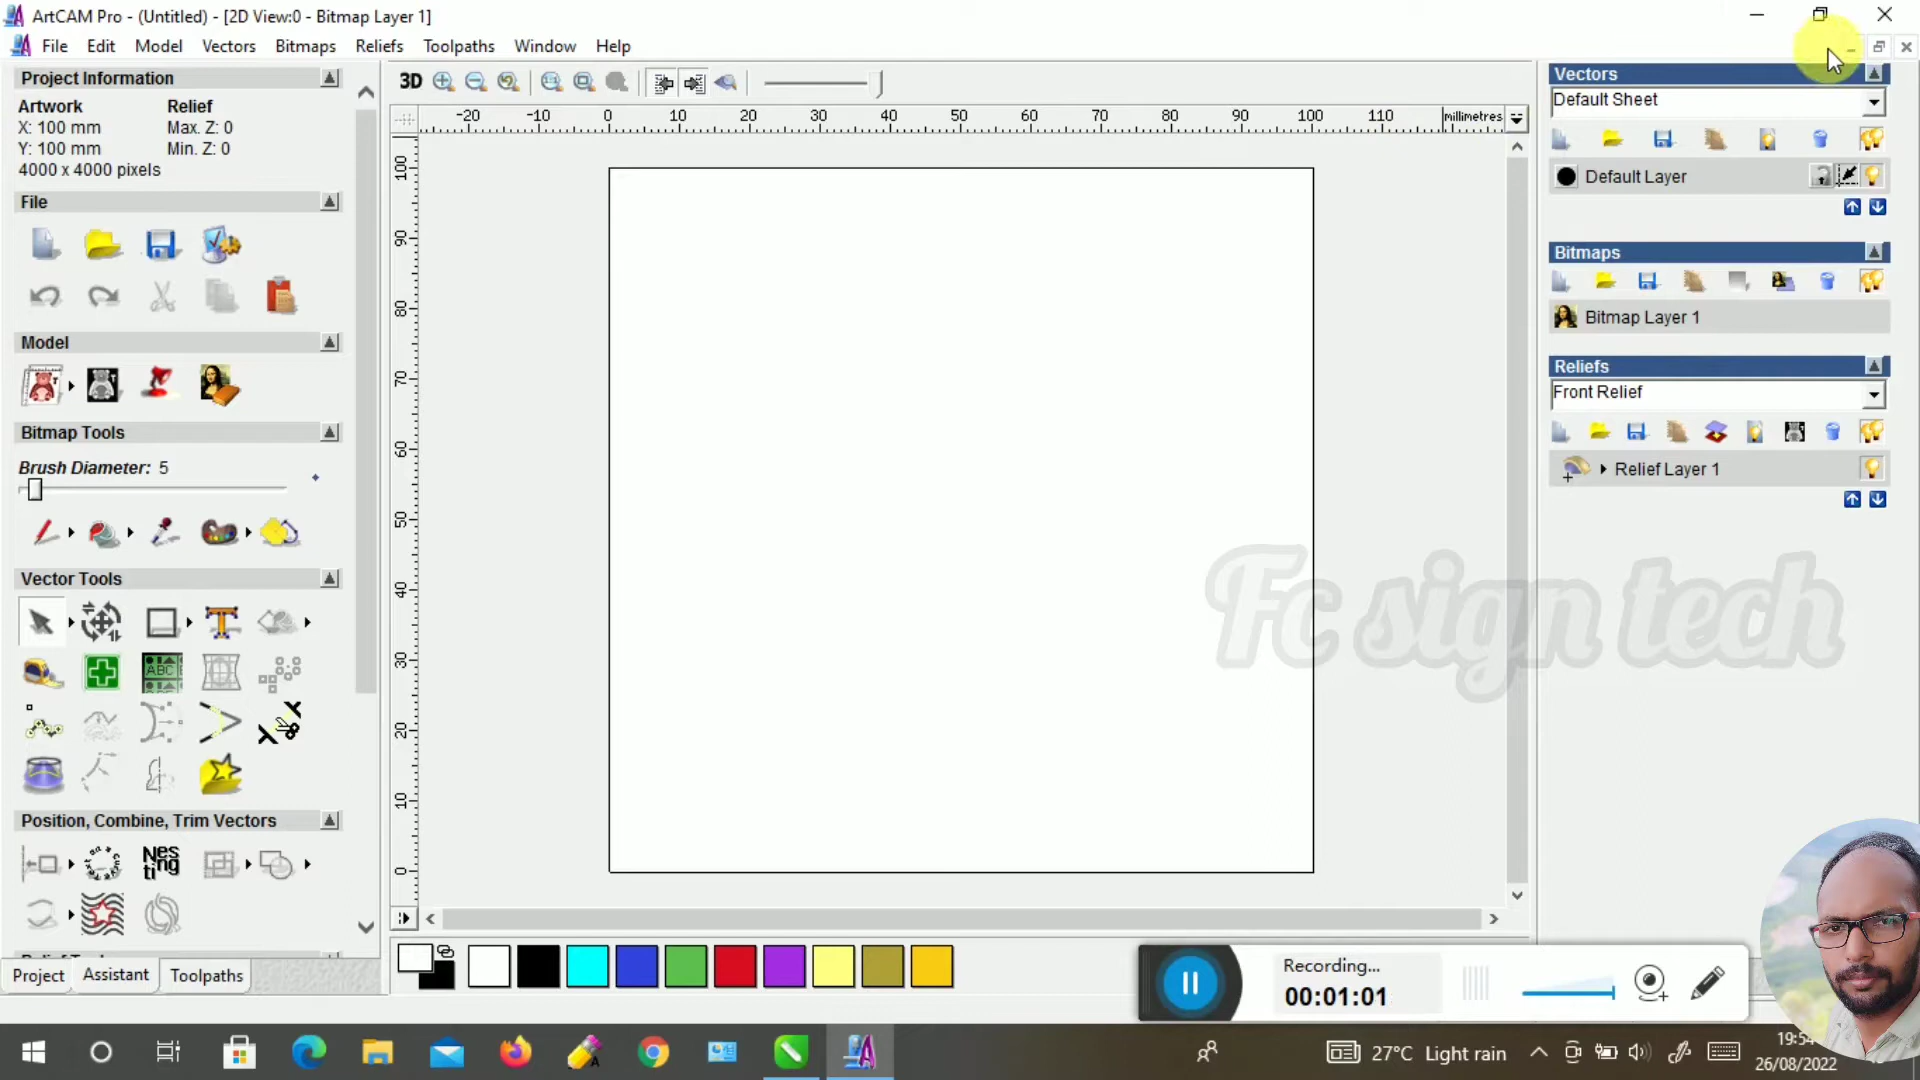 ArtCAM Pro - (Untitled) - [2D View:0 - Bitmap Layer 1]
File Edit Model Vectors Bitmaps Reliefs Toolpaths Window Help
Project Information
Artwork Relief
X: 100 mm Max. Z: 0
Y: 100 mm Min. Z: 0
4000 x 4000 pixels
File
Model
Bitmap Tools
Brush Diameter: 5
Vector Tools
ABC
Position, Combine, Trim Vectors
Nes
ting
Project Assistant Toolpaths
3D
-20 -10 0 10 20 30 40 50 60 70 80 90 100 110 millimetres
100
90
80
70
60
50
40
30
20
10
0
Vectors
Default Sheet
Default Layer
Bitmaps
Bitmap Layer 1
Reliefs
Front Relief
Relief Layer 1
Fc sign tech
Recording...
00:01:01
27°C Light rain
19:54
26/08/2022